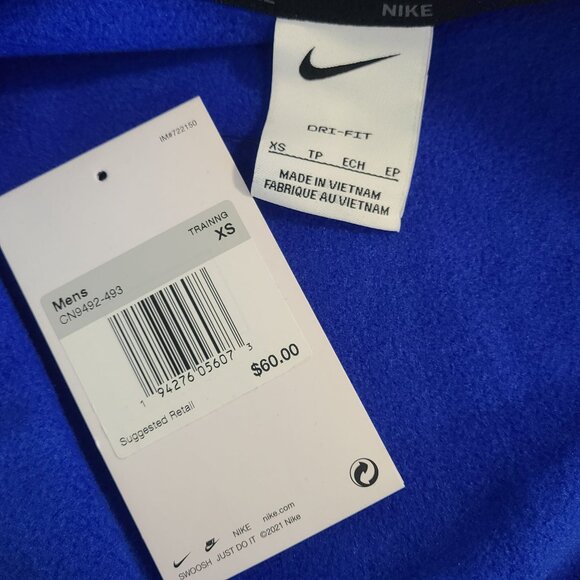 NIKE
DRI-FIT
XS TP ECH EP
MADE IN VIETNAM
FABRIQUE AU VIETNAM
IM#722150
TRAINNG
XS
Mens
CN9492-493
1 94276 05607 3
$60.00
Suggested Retail
NIKE nike.com
SWOOSH JUST DO IT ©2021 Nike